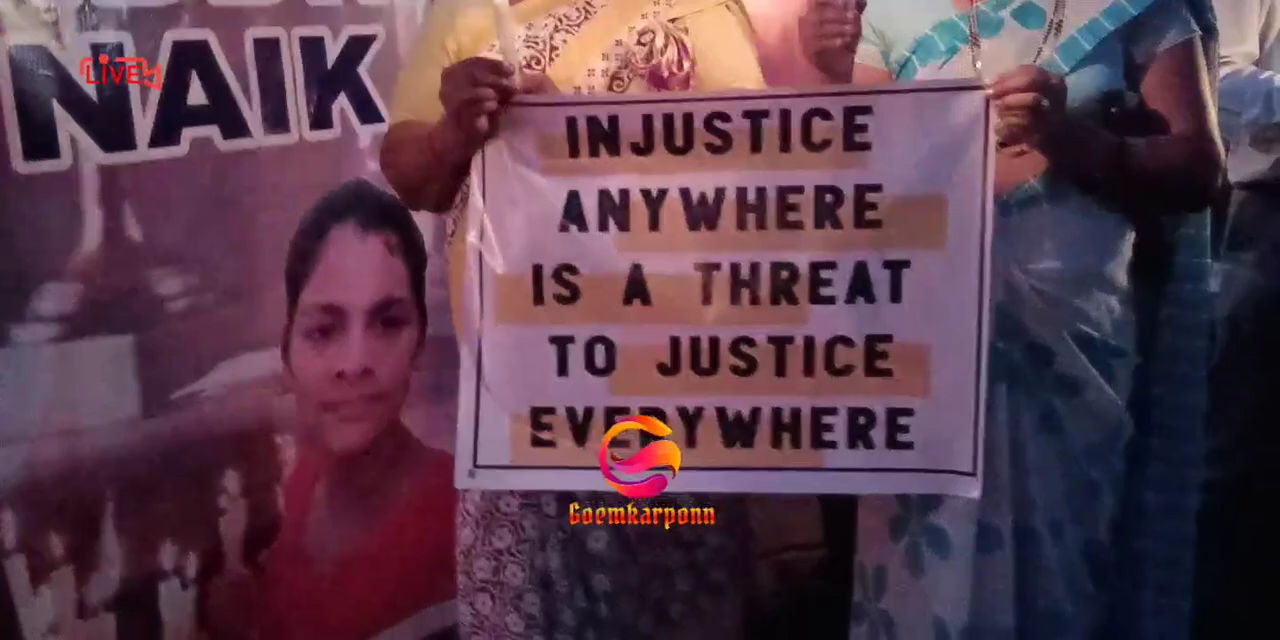 NAIK
LIVE
INJUSTICE
ANYWHERE
IS A THREAT
TO JUSTICE
EVERYWHERE
Goemkarponn